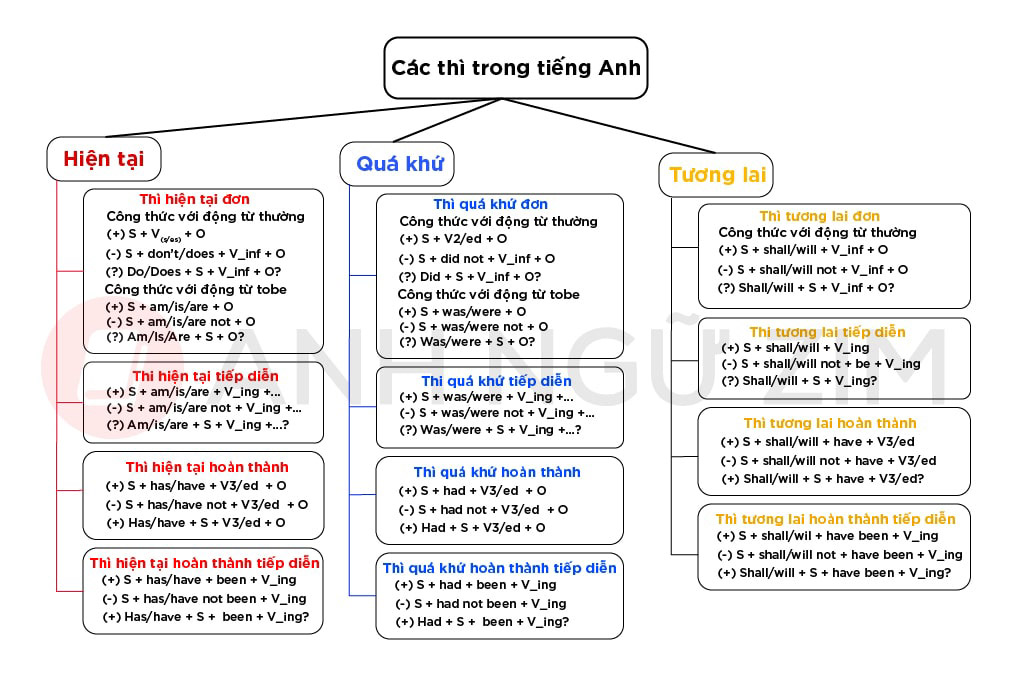 Các thì trong tiếng Anh
Hiện tại
Thì hiện tại đơn
Công thức với động từ thường
(+) S + V(s/es) + O
(-) S + don't/does + V_inf + O
(?) Do/Does + S + V_inf + O?
Công thức với động từ tobe
(+) S + am/is/are + O
(-) S + am/is/are not + O
(?) Am/Is/Are + S + O?
Thi hiện tại tiếp diễn
(+) S + am/is/are + V_ing +...
(-) S + am/is/are not + V_ing +...
(?) Am/is/are + S + V_ing +...?
Thì hiện tại hoàn thành
(+) S + has/have + V3/ed + O
(-) S + has/have not + V3/ed + O
(+) Has/have + S + V3/ed + O
Thì hiện tại hoàn thành tiếp diễn
(+) S + has/have + been + V_ing
(-) S + has/have not been + V_ing
(+) Has/have + S + been + V_ing?
Quá khứ
Thì quá khứ đơn
Công thức với động từ thường
(+) S + V2/ed + O
(-) S + did not + V_inf + O
(?) Did + S + V_inf + O?
Công thức với động từ tobe
(+) S + was/were + O
(-) S + was/were not + O
(?) Was/were + S + O?
Thi quá khứ tiếp diễn
(+) S + was/were + V_ing +...
(-) S + was/were not + V_ing +...
(?) Was/were + S + V_ing +...?
Thì quá khứ hoàn thành
(+) S + had + V3/ed + O
(-) S + had not + V3/ed + O
(+) Had + S + V3/ed + O
Thì quá khứ hoàn thành tiếp diễn
(+) S + had + been + V_ing
(-) S + had not been + V_ing
(+) Had + S + been + V_ing?
Tương lai
Thì tương lai đơn
Công thức với động từ thường
(+) S + shall/will + V_inf + O
(-) S + shall/will not + V_inf + O
(?) Shall/will + S + V_inf + O?
Thi tương lai tiếp diễn
(+) S + shall/will + V_ing
(-) S + shall/will not + be + V_ing
(?) Shall/will + S + V_ing?
Thì tương lai hoàn thành
(+) S + shall/will + have + V3/ed
(-) S + shall/will not + have + V3/ed
(+) Shall/will + S + have + V3/ed?
Thì tương lai hoàn thành tiếp diễn
(+) S + shall/wil + have been + V_ing
(-) S + shall/will not + have been + V_ing
(+) Shall/will + S + have been + V_ing?
ANH NGỮ ZIM